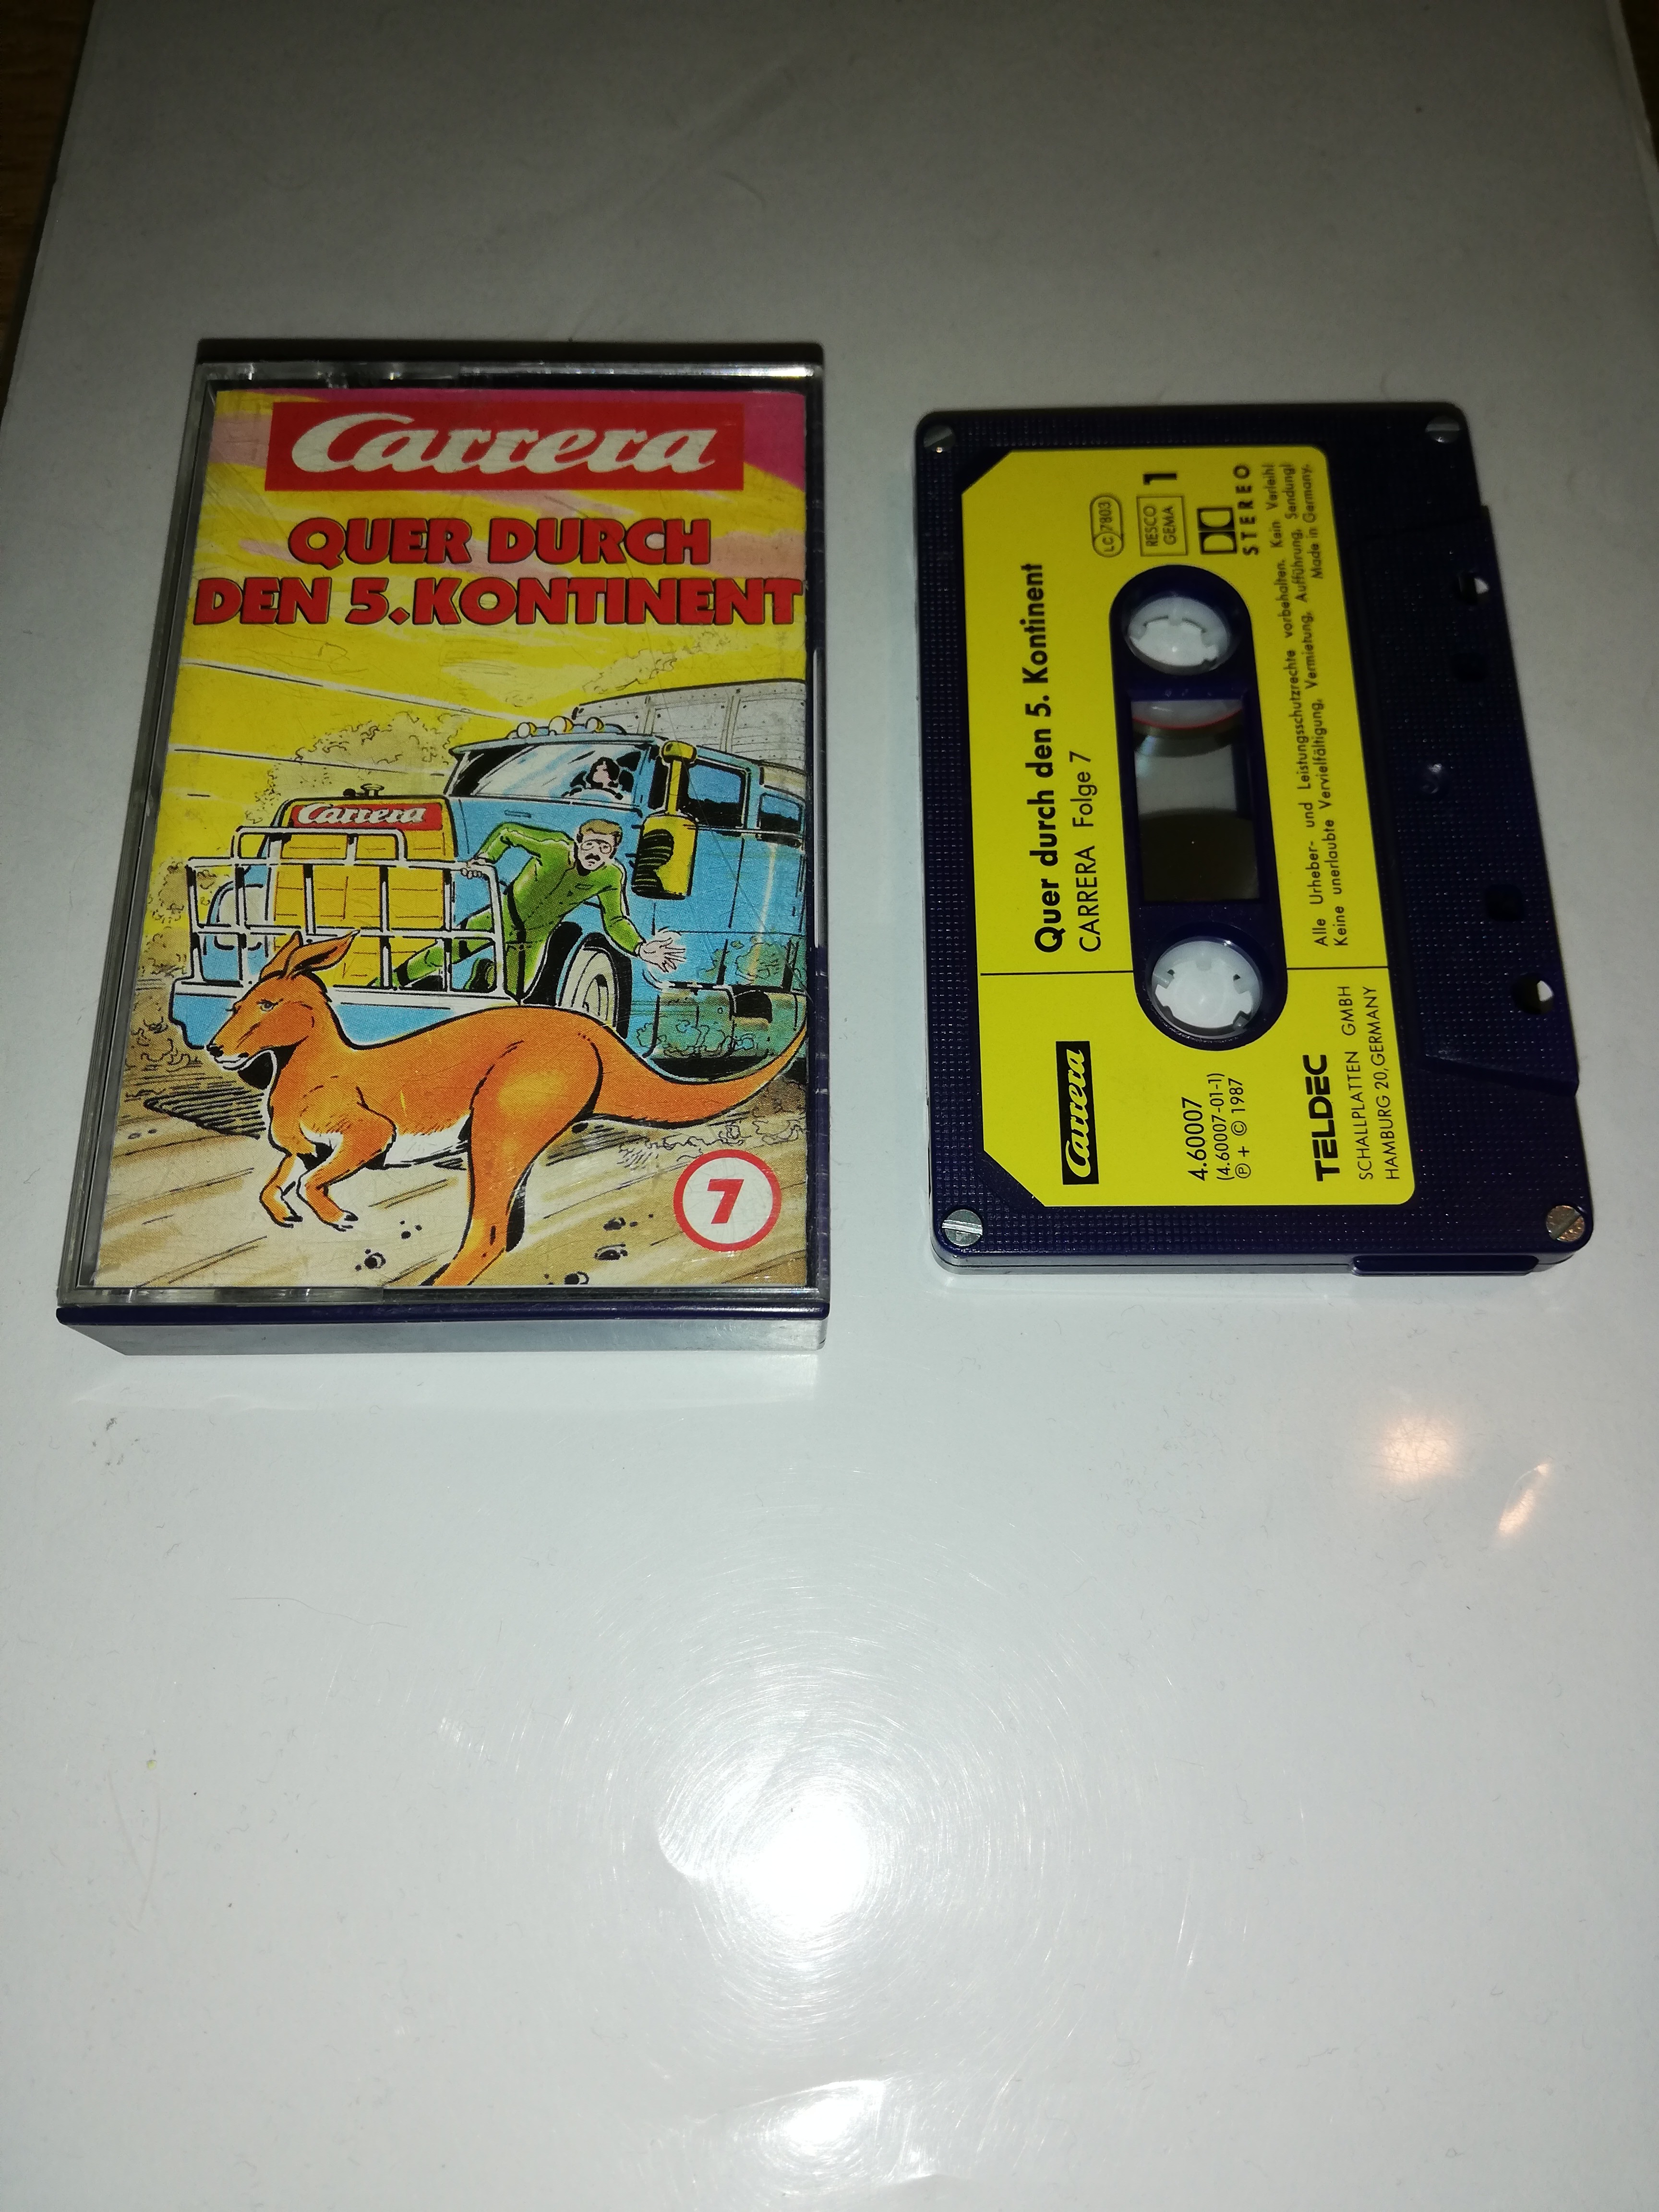 Carrera
QUER DURCH
DEN 5. KONTINENT
Carrera
7
Quer durch den 5. Kontinent
CARRERA Folge 7
LC 7803
RESCO
GEMA
1
STEREO
Alle Urheber- und Leistungsschutzrechte vorbehalten. Kein Verleih!
Keine unerlaubte Vervielfältigung, Vermietung, Aufführung, Sendung!
Made in Germany.
Carrera
4.60007
(4.60007-01-1)
℗ + © 1987
TELDEC
SCHALLPLATTEN GMBH
HAMBURG 20, GERMANY